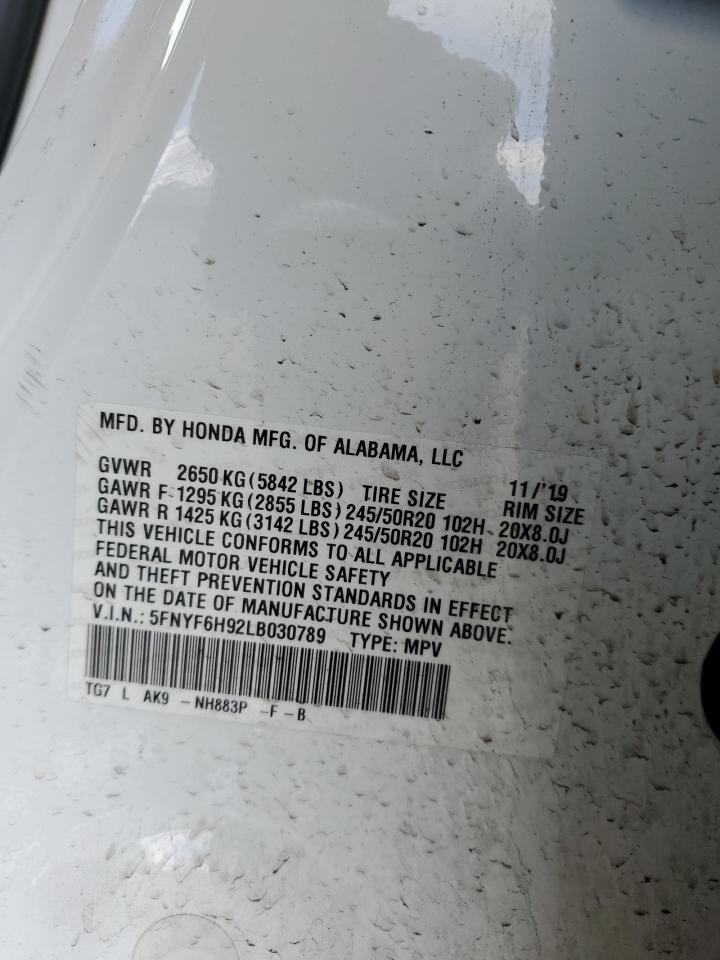 MFD. BY HONDA MFG. OF ALABAMA, LLC
GVWR 2650 KG (5842 LBS) TIRE SIZE 11/'19 RIM SIZE
GAWR F 1295 KG (2855 LBS) 245/50R20 102H 20X8.0J
GAWR R 1425 KG (3142 LBS) 245/50R20 102H 20X8.0J
THIS VEHICLE CONFORMS TO ALL APPLICABLE
FEDERAL MOTOR VEHICLE SAFETY
AND THEFT PREVENTION STANDARDS IN EFFECT
ON THE DATE OF MANUFACTURE SHOWN ABOVE.
V.I.N.: 5FNYF6H92LB030789 TYPE: MPV
TG7 L AK9 - NH883P - F - B